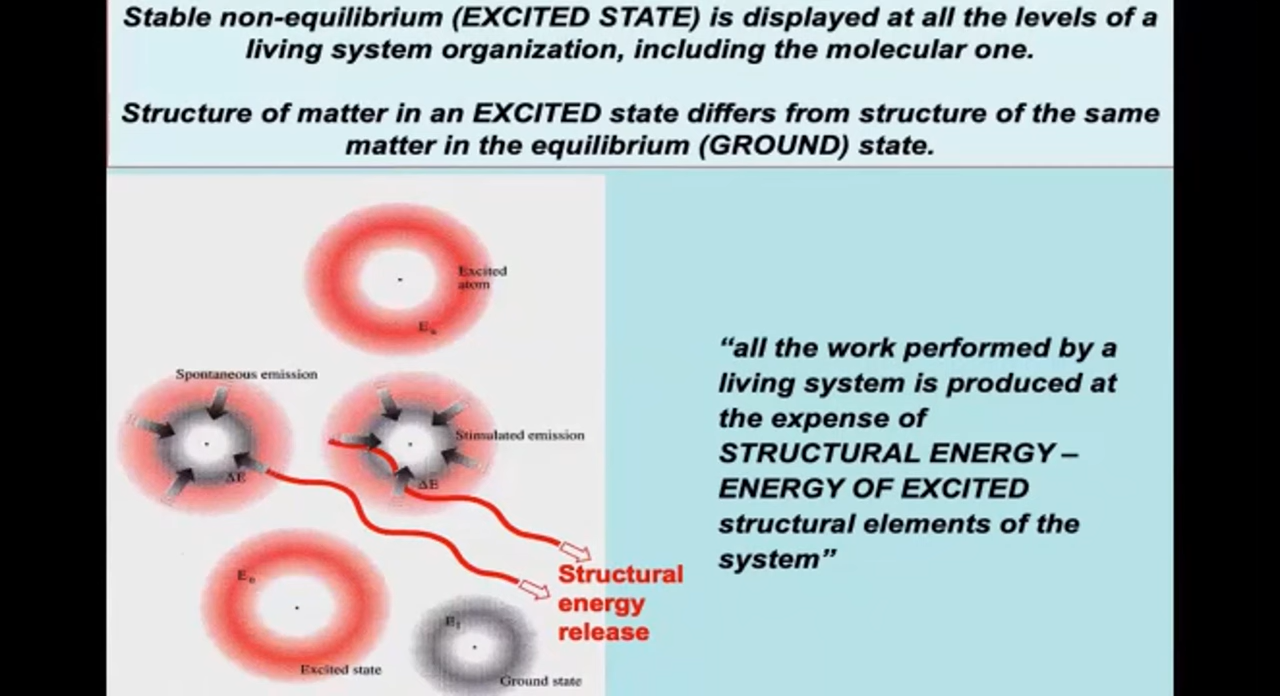 Stable non-equilibrium (EXCITED STATE) is displayed at all the levels of a
living system organization, including the molecular one.
Structure of matter in an EXCITED state differs from structure of the same
matter in the equilibrium (GROUND) state.
Excited
atom
Eₑ
Spontaneous emission
Stimulated emission
ΔE
ΔE
Structural
energy
release
Eₑ
Excited state
Ground state
“all the work performed by a
living system is produced at
the expense of
STRUCTURAL ENERGY –
ENERGY OF EXCITED
structural elements of the
system”